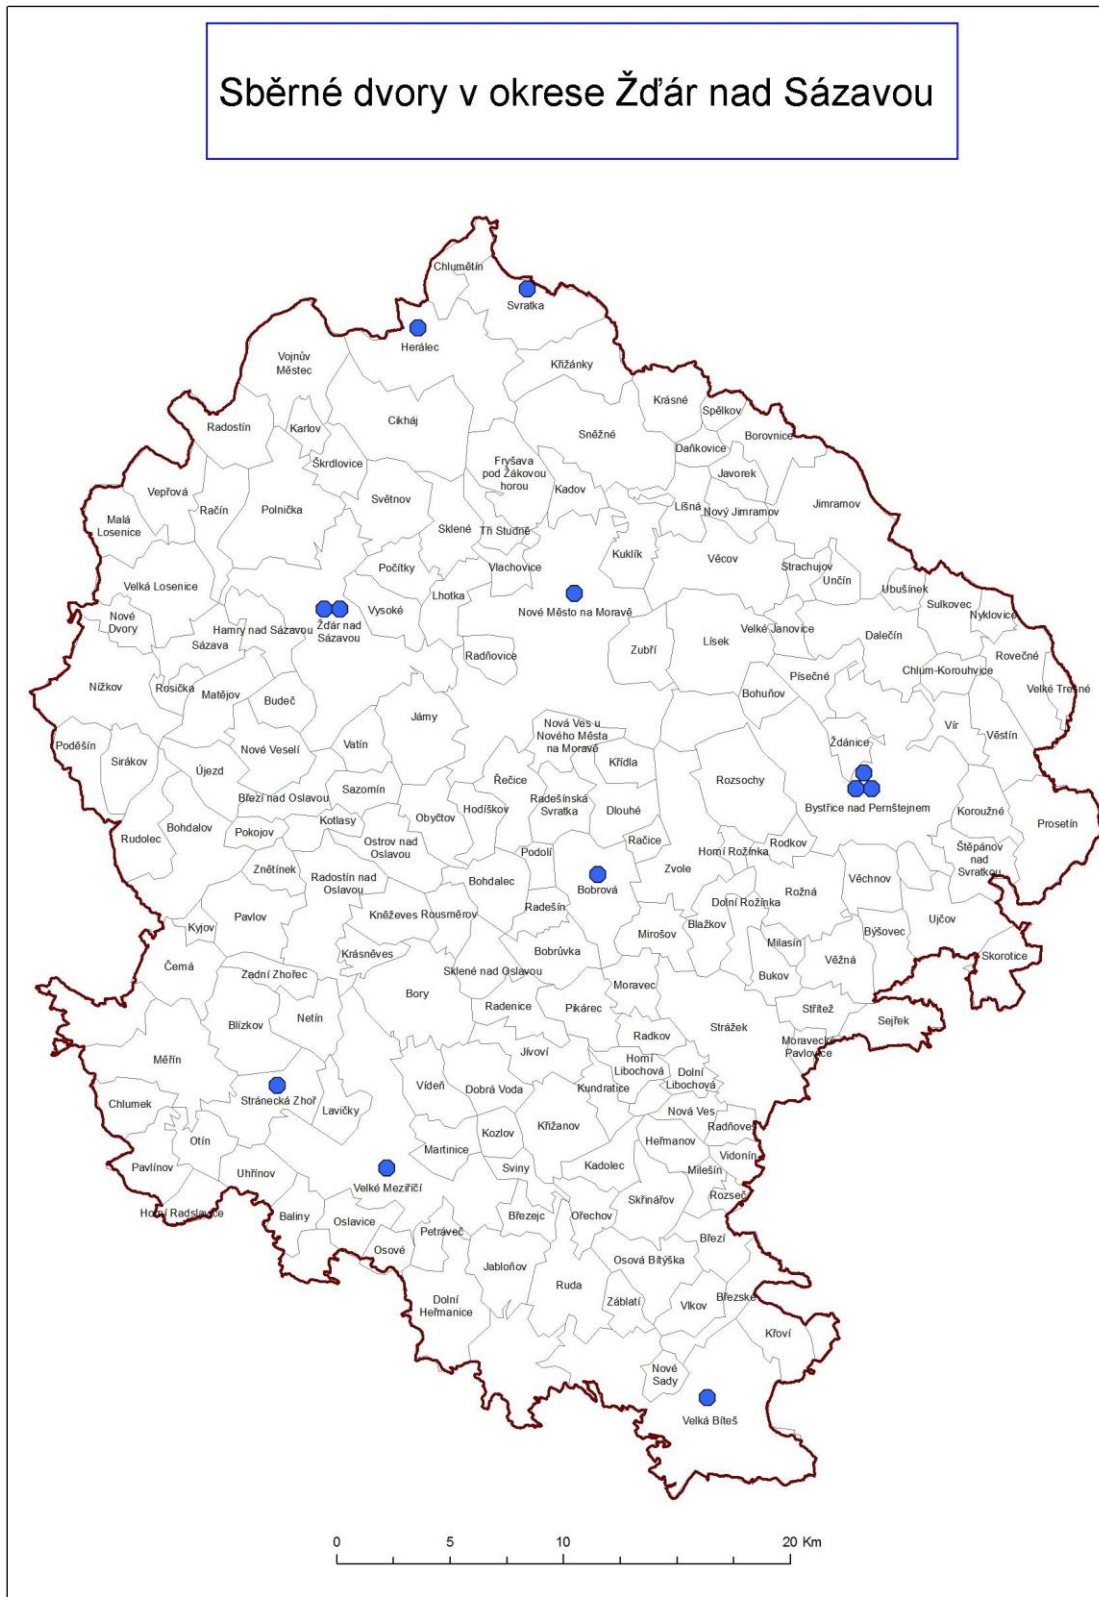 Sběrné dvory v okrese Žďár nad Sázavou
Chlumětín
Svratka
Herálec
Vojnův
Městec
Křižánky
Krásné
Spělkov
Radostín
Karlov
Cikháj
Sněžné
Borovnice
Daňkovice
Škrdlovice
Fryšava
pod Žákovou
horou
Javorek
Vepřová
Račín
Polnička
Světnov
Kadov
Líšná
Nový Jimramov
Jimramov
Malá
Losenice
Sklené
Tři Studně
Kuklík
Věcov
Velká Losenice
Počítky
Vlachovice
Strachujov
Unčín
Ubušínek
Lhotka
Nové
Dvory
Hamry nad Sázavou
Žďár nad
Sázavou
Vysoké
Nové Město na Moravě
Sulkovec
Nyklovice
Sázava
Velké Janovice
Lísek
Dalečín
Radňovice
Zubří
Rovečné
Nížkov
Rosička
Matějov
Budeč
Písečné
Chlum-Korouhvice
Velké Tresné
Bohuňov
Jámy
Nová Ves u
Nového Města
na Moravě
Vír
Věstín
Poděšín
Sirákov
Nové Veselí
Vatín
Ždánice
Újezd
Křídla
Řečice
Rozsochy
Březí nad Oslavou
Sazomín
Radešínská
Svratka
Bystřice nad Pernštejnem
Hodíškov
Dlouhé
Koroužné
Prosetín
Obyčtov
Kotlasy
Rudolec
Bohdalov
Pokojov
Ostrov nad
Oslavou
Račice
Rodkov
Podolí
Horní Rožínka
Štěpánov
nad
Svratkou
Znětínek
Radostín nad
Oslavou
Zvole
Bohdalec
Bobrová
Věchnov
Rožná
Dolní Rožínka
Radešín
Pavlov
Kněževes
Rousměrov
Ujčov
Kyjov
Blažkov
Mirošov
Býšovec
Milasín
Krásněves
Bobrůvka
Skorotice
Věžná
Černá
Zadní Zhořec
Sklené nad Oslavou
Bukov
Moravec
Bory
Radenice
Pikárec
Střítež
Netín
Blízkov
Sejřek
Strážek
Radkov
Moravecké
Pavlovice
Jívoví
Měřín
Horní
Libochová
Dolní
Libochová
Vídeň
Dobrá Voda
Kundratice
Stránecká Zhoř
Chlumek
Lavičky
Nová Ves
Křižanov
Radňoves
Kozlov
Otín
Heřmanov
Martinice
Vidonín
Pavlínov
Uhřínov
Sviny
Kadolec
Milešín
Velké Meziříčí
Rozseč
Skřinářov
Horní Radslavice
Baliny
Oslavice
Březejc
Ořechov
Petráveč
Březí
Osové
Osová Bítýška
Jabloňov
Ruda
Dolní
Heřmanice
Záblatí
Vlkov
Březské
Křoví
Nové
Sady
Velká Bíteš
0 5 10 20 Km